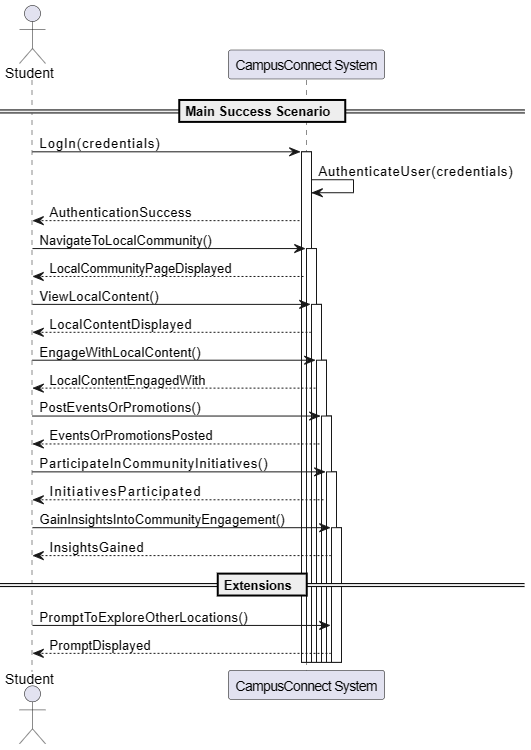 Student
CampusConnect System
Main Success Scenario
LogIn(credentials)
AuthenticateUser(credentials)
AuthenticationSuccess
NavigateToLocalCommunity()
LocalCommunityPageDisplayed
ViewLocalContent()
LocalContentDisplayed
EngageWithLocalContent()
LocalContentEngagedWith
PostEventsOrPromotions()
EventsOrPromotionsPosted
ParticipateInCommunityInitiatives()
InitiativesParticipated
GainInsightsIntoCommunityEngagement()
InsightsGained
Extensions
PromptToExploreOtherLocations()
PromptDisplayed
Student
CampusConnect System